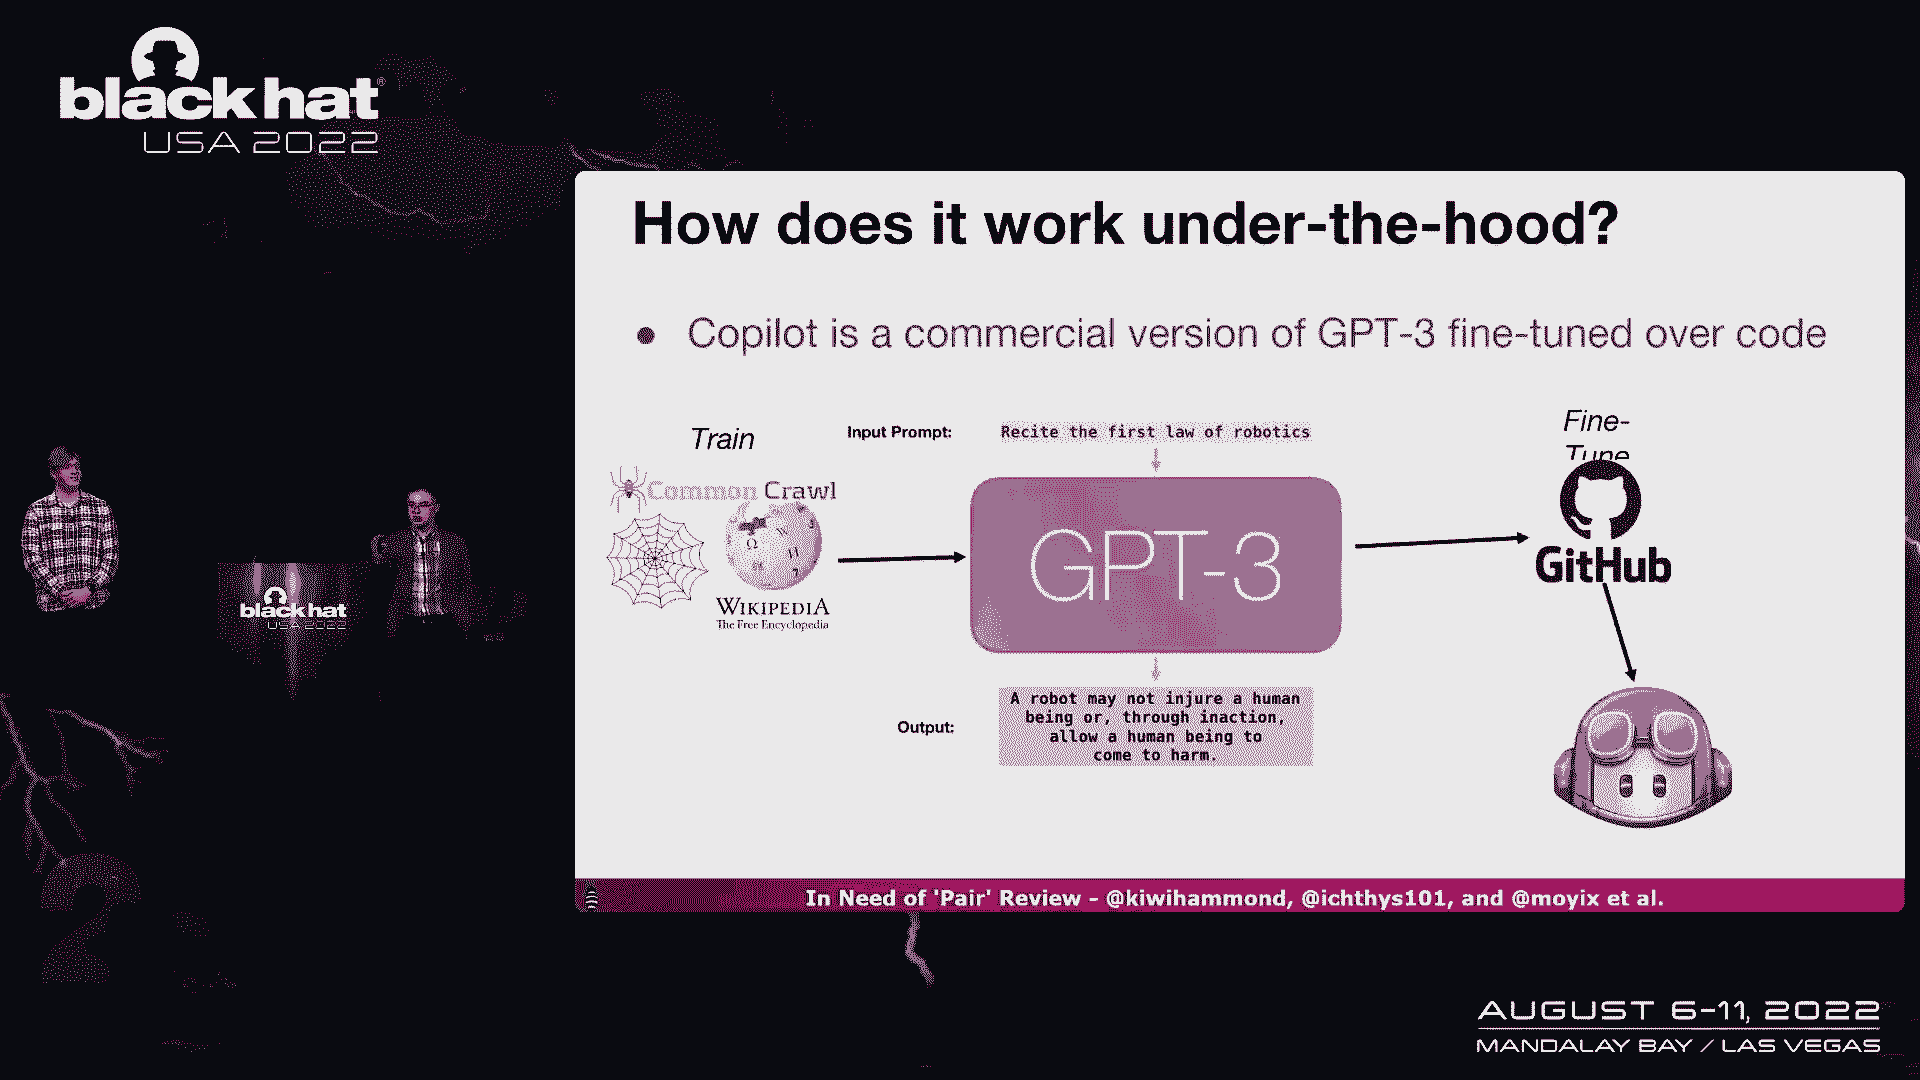 black hat®
USA 2022
How does it work under-the-hood?
● Copilot is a commercial version of GPT-3 fine-tuned over code
Train
Input Prompt:
Recite the first law of robotics
Fine-
Tune
Common Crawl
GPT-3
GitHub
WIKIPEDIA
The Free Encyclopedia
Output:
A robot may not injure a human
being or, through inaction,
allow a human being to
come to harm.
black hat
USA 2022
In Need of 'Pair' Review - @kiwihammond, @ichthys101, and @moyix et al.
AUGUST 6-11, 2022
MANDALAY BAY / LAS VEGAS